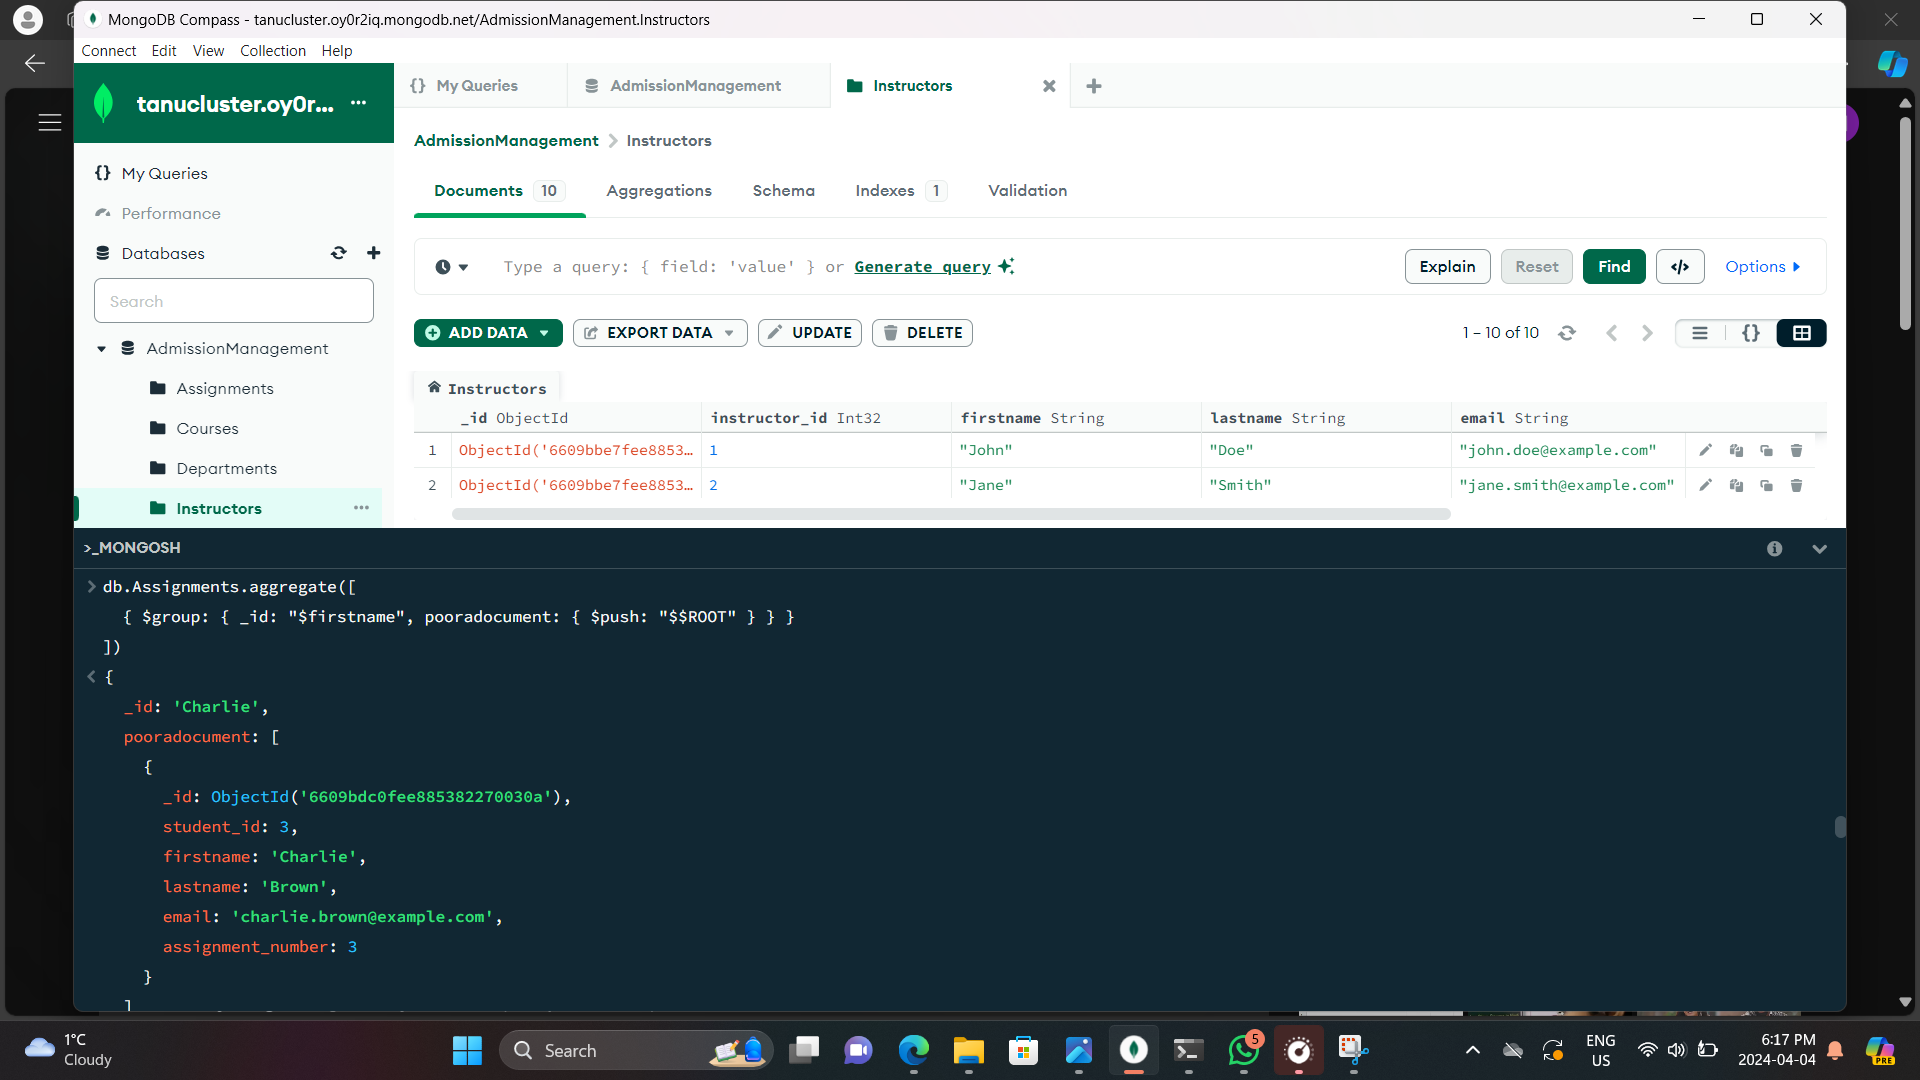 MongoDB Compass - tanucluster.oy0r2iq.mongodb.net/AdmissionManagement.Instructors
Connect Edit View Collection Help
tanucluster.oy0r... ...
{} My Queries
AdmissionManagement
Instructors
AdmissionManagement > Instructors
My Queries
Performance
Databases
Search
AdmissionManagement
Assignments
Courses
Departments
Instructors ...
Documents 10 Aggregations Schema Indexes 1 Validation
Type a query: { field: 'value' } or Generate query
Explain Reset Find </> Options
ADD DATA EXPORT DATA UPDATE DELETE
1 – 10 of 10
{}
Instructors
_id ObjectId instructor_id Int32 firstname String lastname String email String
1 ObjectId('6609bbe7fee8853… 1 "John" "Doe" "john.doe@example.com"
2 ObjectId('6609bbe7fee8853… 2 "Jane" "Smith" "jane.smith@example.com"
>_MONGOSH
> db.Assignments.aggregate([
{ $group: { _id: "$firstname", pooradocument: { $push: "$$ROOT" } } }
])
< {
_id: 'Charlie',
pooradocument: [
{
_id: ObjectId('6609bdc0fee885382270030a'),
student_id: 3,
firstname: 'Charlie',
lastname: 'Brown',
email: 'charlie.brown@example.com',
assignment_number: 3
}
]
1°C
Cloudy
Search
5
ENG
US
6:17 PM
2024-04-04
PRE